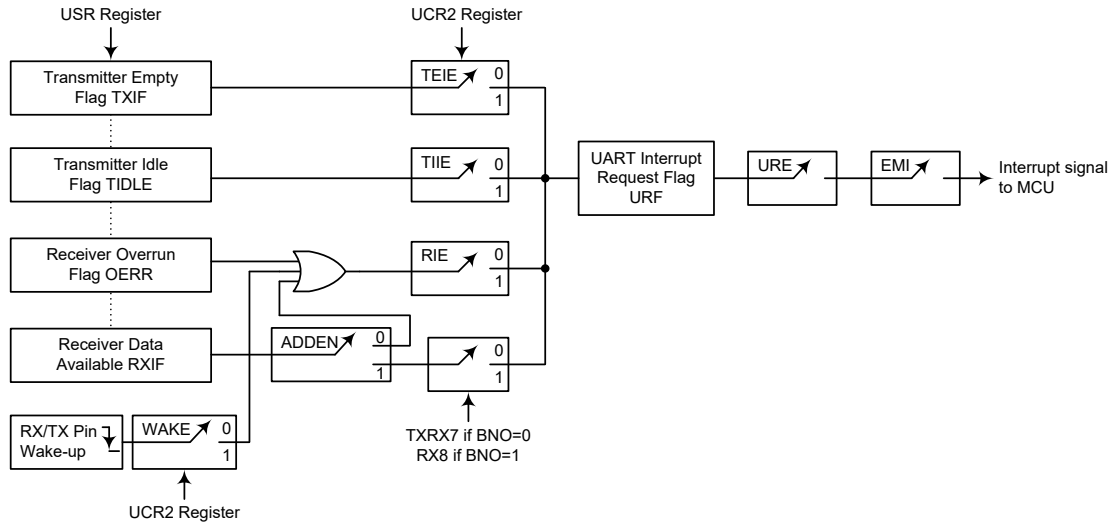 USR Register
UCR2 Register
Transmitter Empty
Flag TXIF
TEIE
0
1
Transmitter Idle
Flag TIDLE
TIIE
0
1
UART Interrupt
Request Flag
URF
URE
EMI
Interrupt signal
to MCU
Receiver Overrun
Flag OERR
RIE
0
1
Receiver Data
Available RXIF
ADDEN
0
1
0
1
RX/TX Pin
Wake-up
WAKE
0
1
TXRX7 if BNO=0
RX8 if BNO=1
UCR2 Register